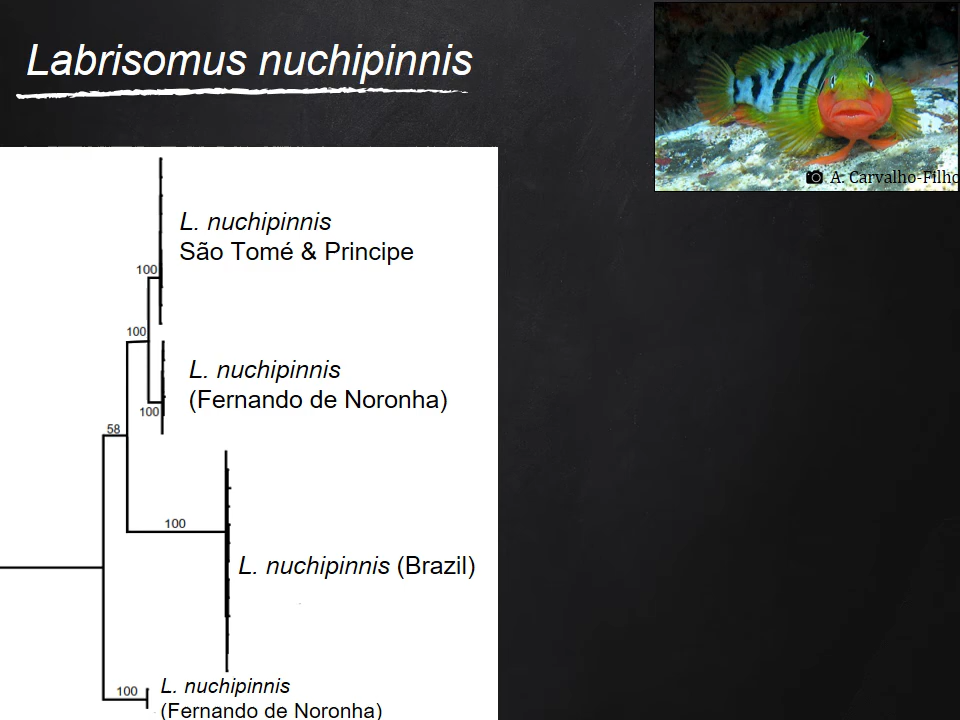 Labrisomus nuchipinnis
A. Carvalho-Filho
L. nuchipinnis
São Tomé & Principe
100
100
L. nuchipinnis
(Fernando de Noronha)
100
58
100
L. nuchipinnis (Brazil)
100
L. nuchipinnis
(Fernando de Noronha)